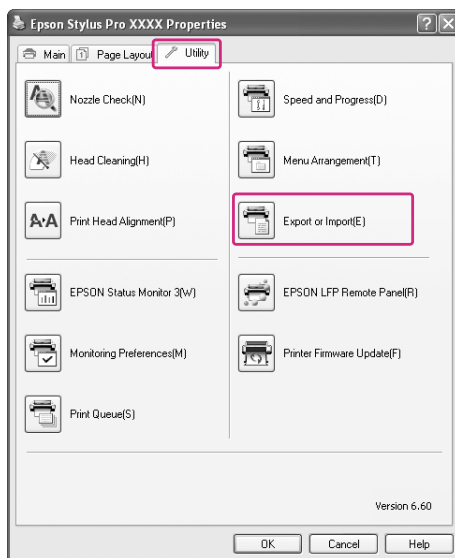 Epson Stylus Pro XXXX Properties
Main
Page Layout
Utility
Nozzle Check(N)
Speed and Progress(D)
Head Cleaning(H)
Menu Arrangement(T)
Print Head Alignment(P)
Export or Import(E)
EPSON Status Monitor 3(W)
EPSON LFP Remote Panel(R)
Monitoring Preferences(M)
Printer Firmware Update(F)
Print Queue(S)
Version 6.60
OK
Cancel
Help